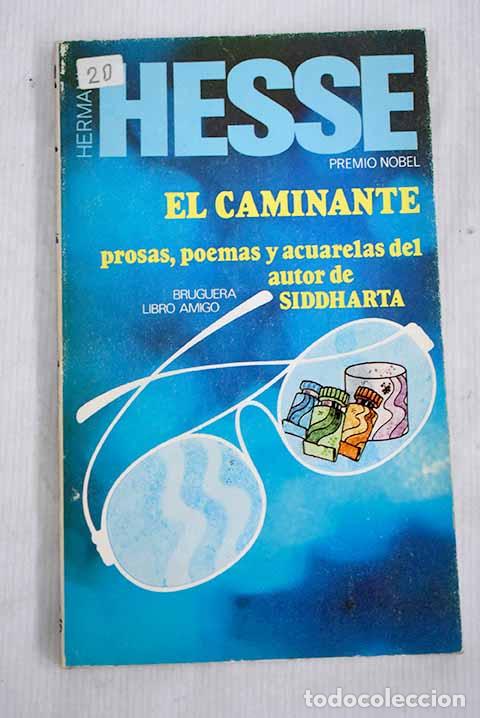 HERMA
20
HESSE
PREMIO NOBEL
EL CAMINANTE
prosas, poemas y acuarelas del
autor de
SIDDHARTA
BRUGUERA
LIBRO AMIGO
todocoleccion